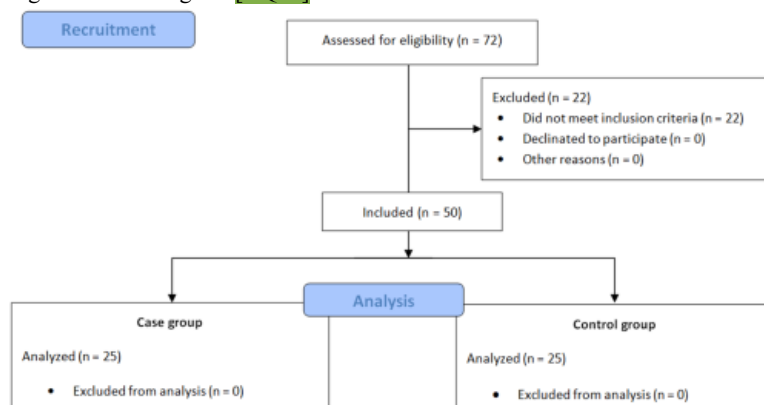 Recruitment
Assessed for eligibility (n = 72)
Excluded (n = 22)
• Did not meet inclusion criteria (n = 22)
• Declinated to participate (n = 0)
• Other reasons (n = 0)
Included (n = 50)
Analysis
Case group
Analyzed (n = 25)
• Excluded from analysis (n = 0)
Control group
Analyzed (n = 25)
• Excluded from analysis (n = 0)